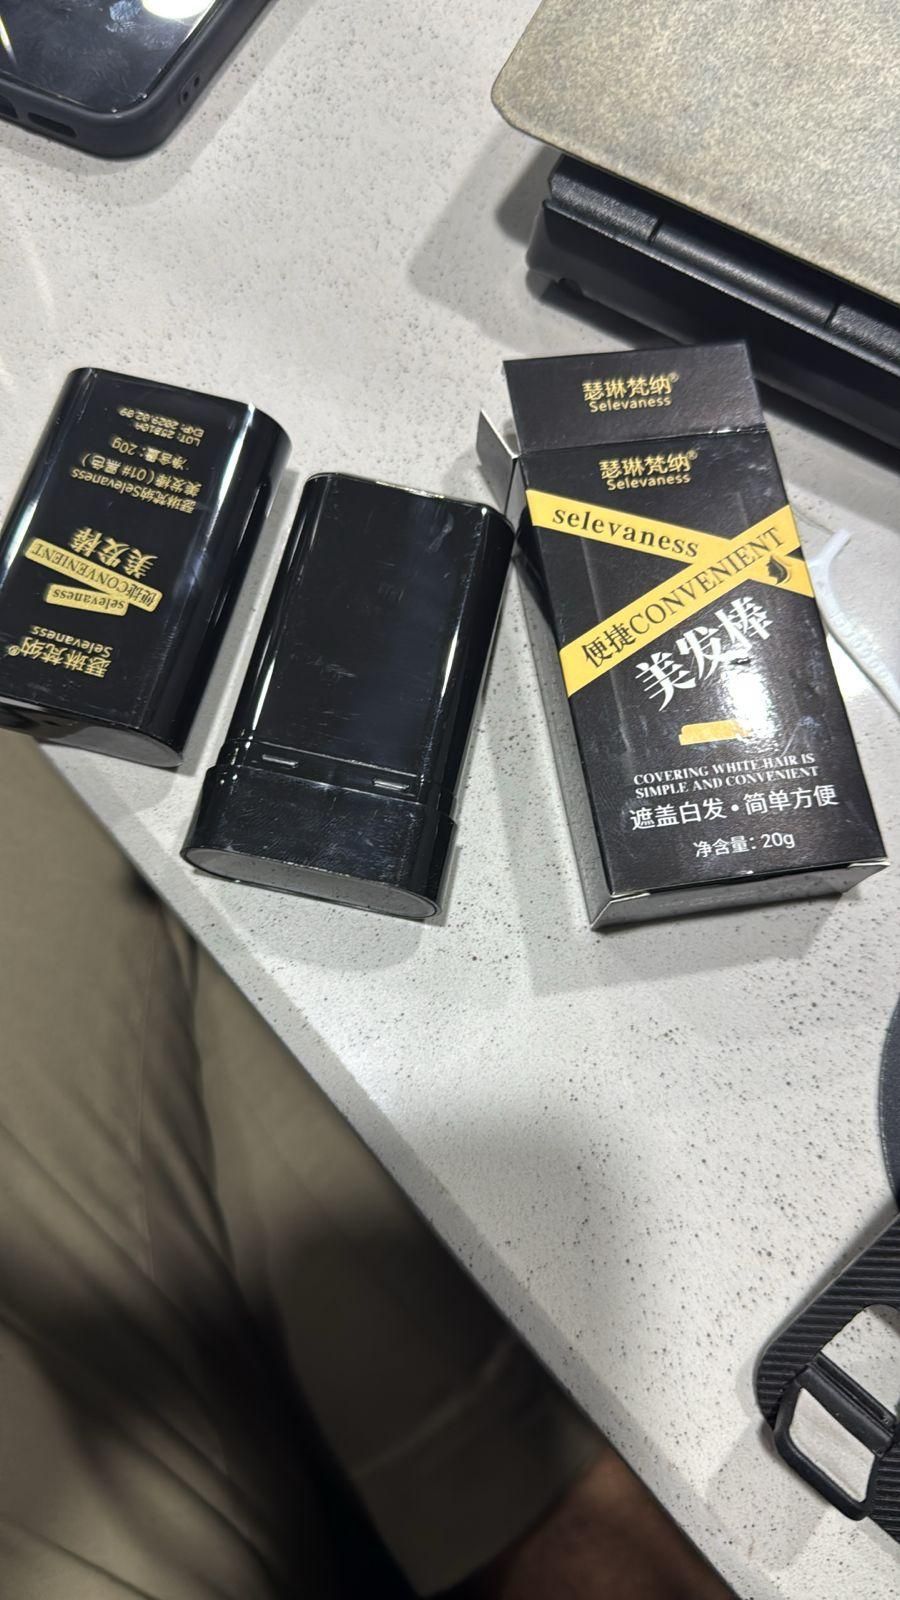 瑟琳梵纳®
Selevaness
瑟琳梵纳®
Selevaness
selevaness
便捷CONVENIENT
美发棒
COVERING WHITE HAIR IS
SIMPLE AND CONVENIENT
遮盖白发•简单方便
净含量: 20g
瑟琳梵纳®
Selevaness
selevaness
便捷CONVENIENT
美发棒
瑟琳梵纳Selevaness
美发棒(01#黑色)
净含量: 20g
EXP: 2029.02.09